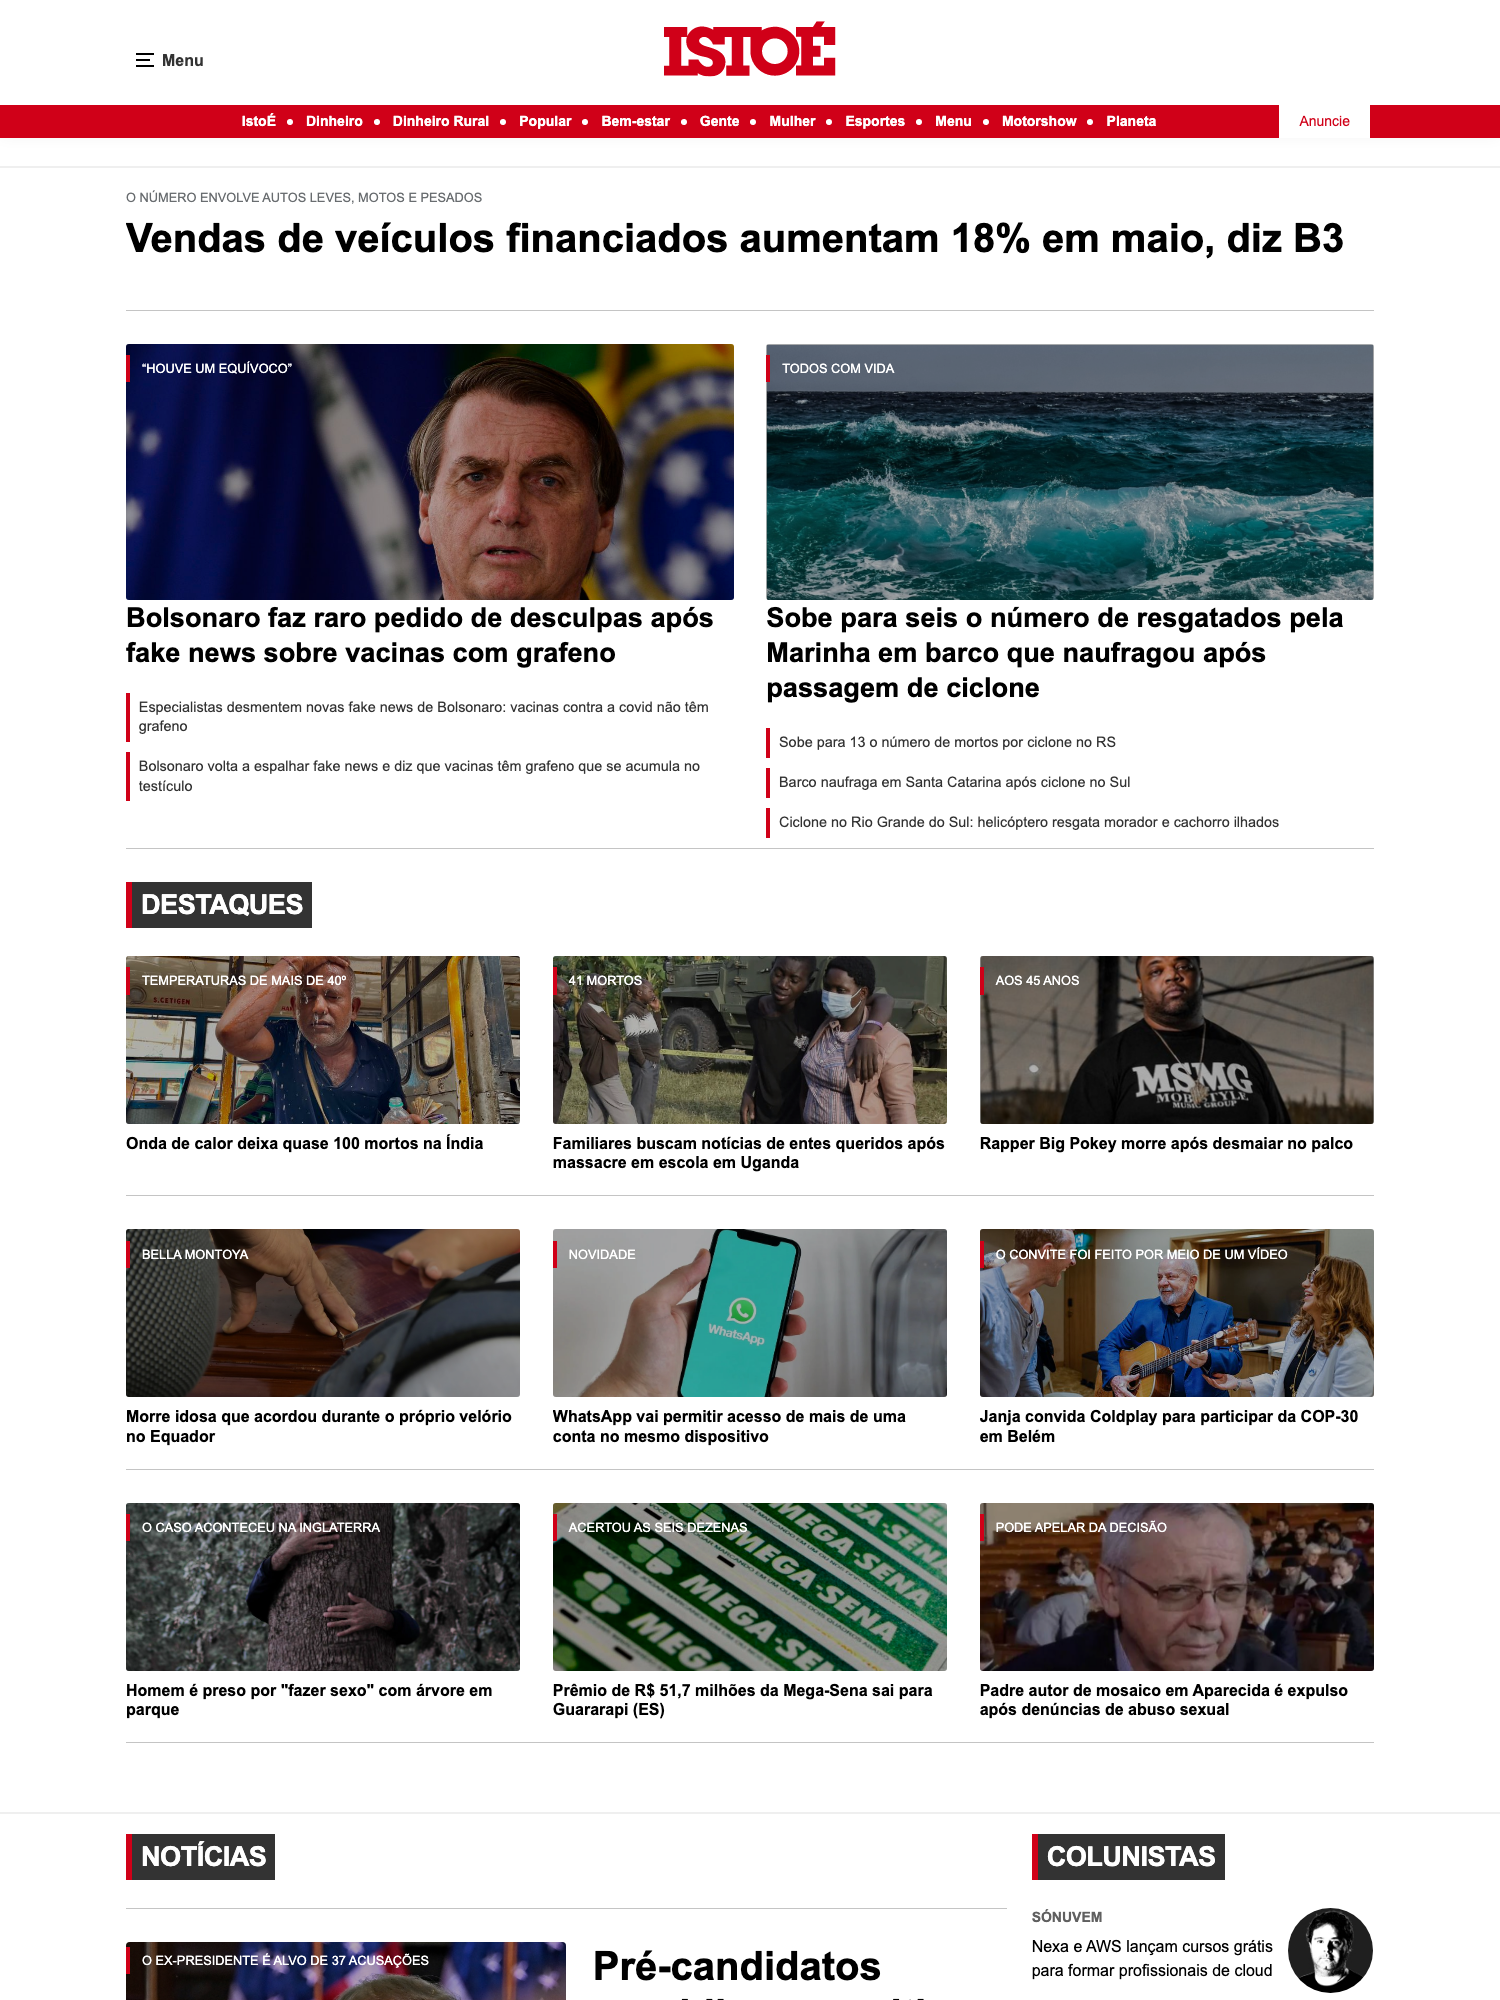 Menu
ISTOÉ
IstoÉ • Dinheiro • Dinheiro Rural • Popular • Bem-estar • Gente • Mulher • Esportes • Menu • Motorshow • Planeta
Anuncie
O NÚMERO ENVOLVE AUTOS LEVES, MOTOS E PESADOS
Vendas de veículos financiados aumentam 18% em maio, diz B3
“HOUVE UM EQUÍVOCO”
Bolsonaro faz raro pedido de desculpas após
fake news sobre vacinas com grafeno
Especialistas desmentem novas fake news de Bolsonaro: vacinas contra a covid não têm
grafeno
Bolsonaro volta a espalhar fake news e diz que vacinas têm grafeno que se acumula no
testículo
TODOS COM VIDA
Sobe para seis o número de resgatados pela
Marinha em barco que naufragou após
passagem de ciclone
Sobe para 13 o número de mortos por ciclone no RS
Barco naufraga em Santa Catarina após ciclone no Sul
Ciclone no Rio Grande do Sul: helicóptero resgata morador e cachorro ilhados
DESTAQUES
TEMPERATURAS DE MAIS DE 40º
S.CETIGEN
Onda de calor deixa quase 100 mortos na Índia
41 MORTOS
Familiares buscam notícias de entes queridos após
massacre em escola em Uganda
AOS 45 ANOS
MSMG
MOB STYLE
MUSIC GROUP
Rapper Big Pokey morre após desmaiar no palco
BELLA MONTOYA
Morre idosa que acordou durante o próprio velório
no Equador
NOVIDADE
WhatsApp
WhatsApp vai permitir acesso de mais de uma
conta no mesmo dispositivo
O CONVITE FOI FEITO POR MEIO DE UM VÍDEO
Janja convida Coldplay para participar da COP-30
em Belém
O CASO ACONTECEU NA INGLATERRA
Homem é preso por "fazer sexo" com árvore em
parque
ACERTOU AS SEIS DEZENAS
MEGA-SENA
MEGA-SENA
MEGA-SEN
Prêmio de R$ 51,7 milhões da Mega-Sena sai para
Guararapi (ES)
PODE APELAR DA DECISÃO
Padre autor de mosaico em Aparecida é expulso
após denúncias de abuso sexual
NOTÍCIAS
O EX-PRESIDENTE É ALVO DE 37 ACUSAÇÕES
Pré-candidatos
COLUNISTAS
SÓNUVEM
Nexa e AWS lançam cursos grátis
para formar profissionais de cloud